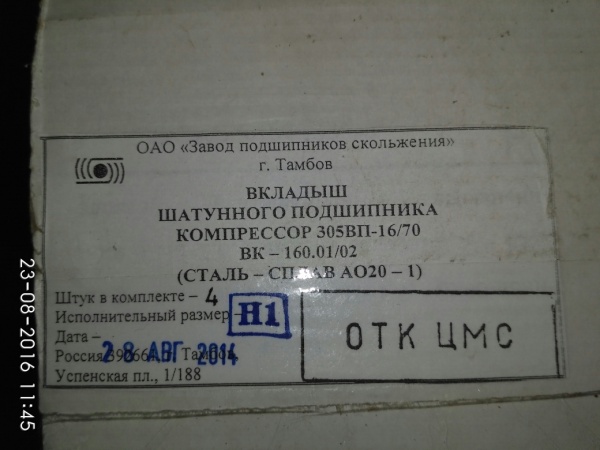 ОАО «Завод подшипников скольжения»
г. Тамбов
ВКЛАДЫШ
ШАТУННОГО ПОДШИПНИКА
КОМПРЕССОР 305ВП-16/70
ВК – 160.01/02
(СТАЛЬ – СПЛАВ АО20 – 1)
Штук в комплекте – 4
Исполнительный размер – Н1
Дата –
28 АВГ 2014
Россия г. Тамбов,
Успенская пл., 1/188
ОТК ЦМС
23-08-2016 11:45